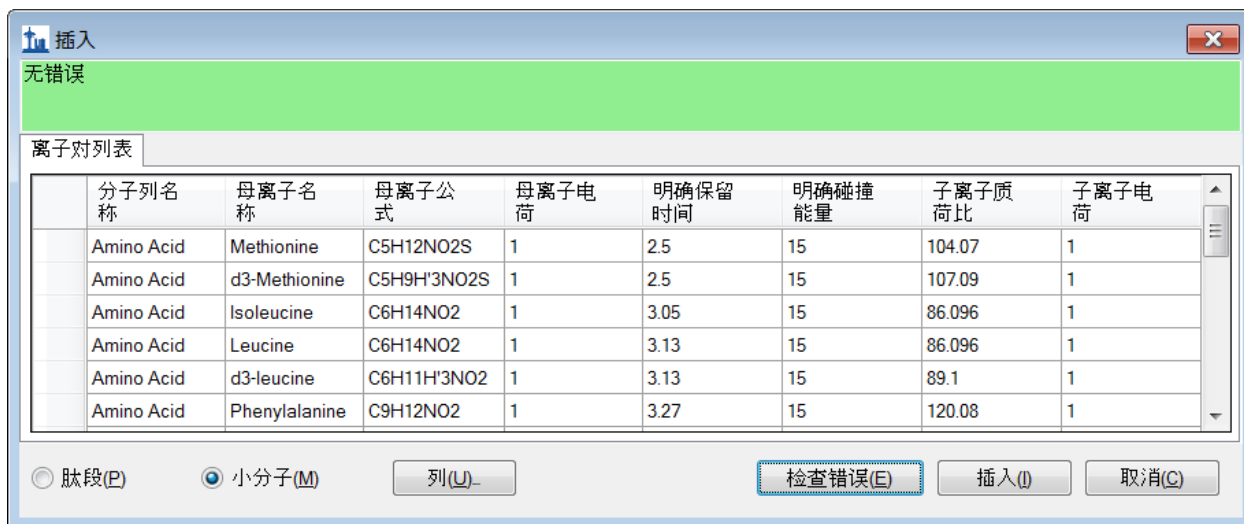 插入
无错误
离子对列表
分子列名称 母离子名称 母离子公式 母离子电荷 明确保留时间 明确碰撞能量 子离子质荷比 子离子电荷
Amino Acid Methionine C5H12NO2S 1 2.5 15 104.07 1
Amino Acid d3-Methionine C5H9H'3NO2S 1 2.5 15 107.09 1
Amino Acid Isoleucine C6H14NO2 1 3.05 15 86.096 1
Amino Acid Leucine C6H14NO2 1 3.13 15 86.096 1
Amino Acid d3-leucine C6H11H'3NO2 1 3.13 15 89.1 1
Amino Acid Phenylalanine C9H12NO2 1 3.27 15 120.08 1
肽段(P) 小分子(M) 列(U)... 检查错误(E) 插入(I) 取消(C)